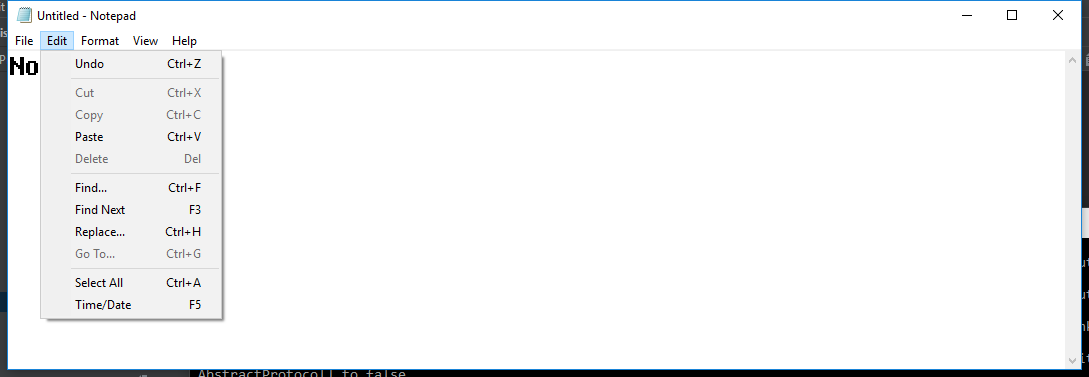 Untitled - Notepad
File Edit Format View Help
No
Undo Ctrl+Z
Cut Ctrl+X
Copy Ctrl+C
Paste Ctrl+V
Delete Del
Find... Ctrl+F
Find Next F3
Replace... Ctrl+H
Go To... Ctrl+G
Select All Ctrl+A
Time/Date F5
to false